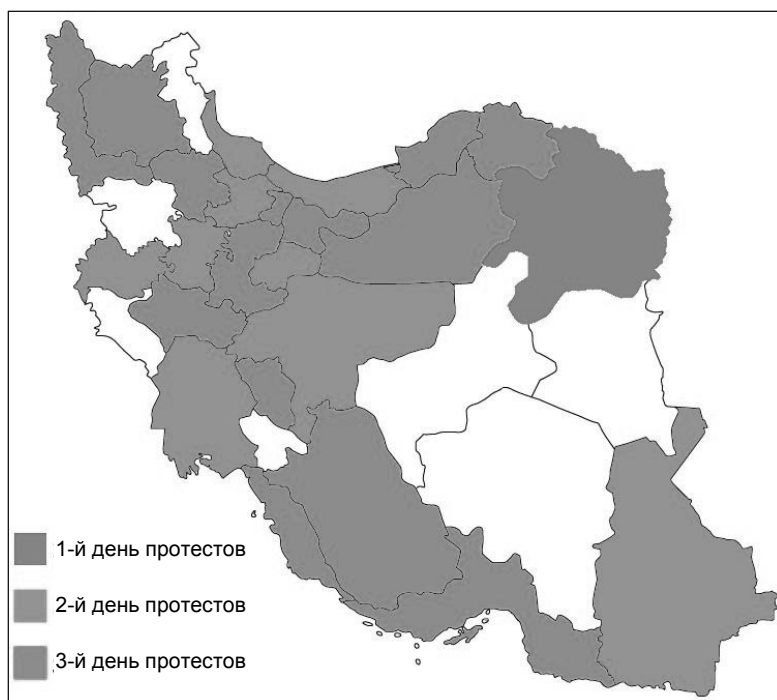 1-й день протестов
2-й день протестов
3-й день протестов